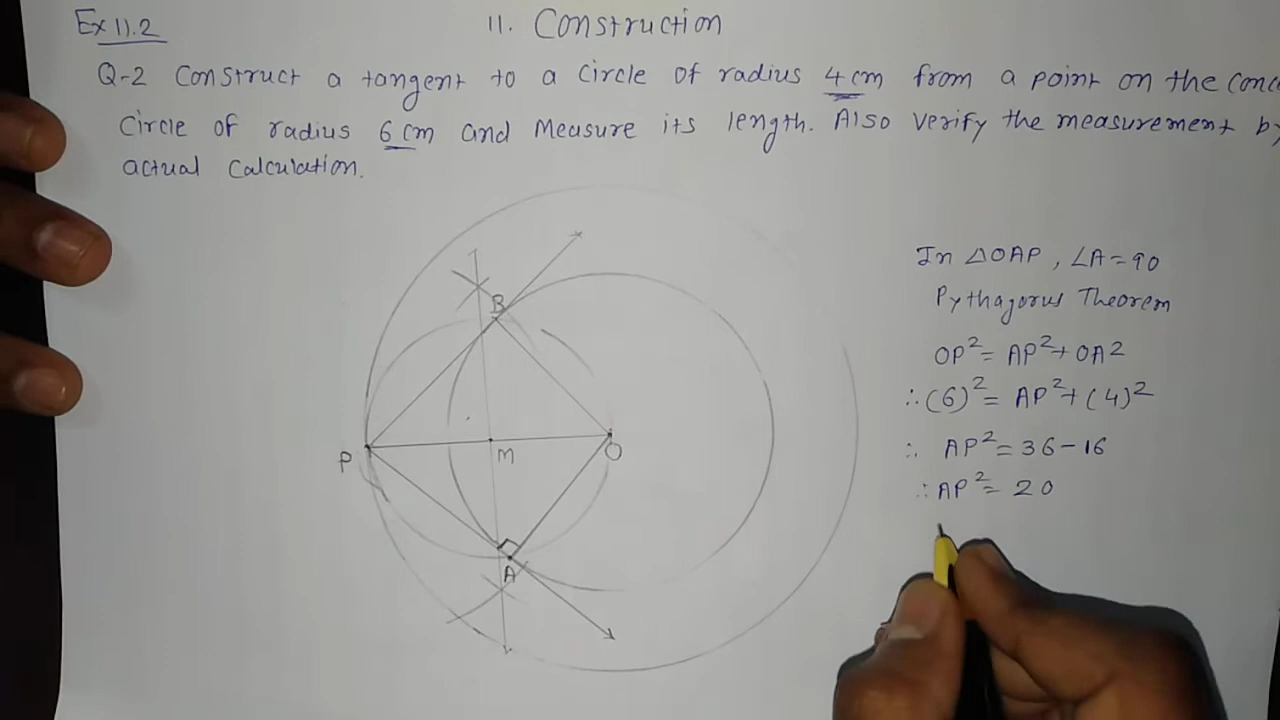 Ex 11.2
11. Construction
Q-2 Construct a tangent to a circle of radius 4 cm from a point on the
Circle of radius 6 cm and Measure its length. Also verify the measurement
actual Calculation.
In △OAP, ∠A=90
Pythagorus Theorem
OP²= AP²+OA²
∴(6)²= AP²+(4)²
∴ AP²=36-16
∴AP²= 20
B
P
M
O
A